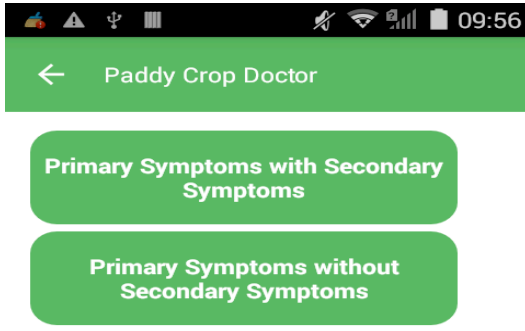 09:56
Paddy Crop Doctor
Primary Symptoms with Secondary
Symptoms
Primary Symptoms without
Secondary Symptoms